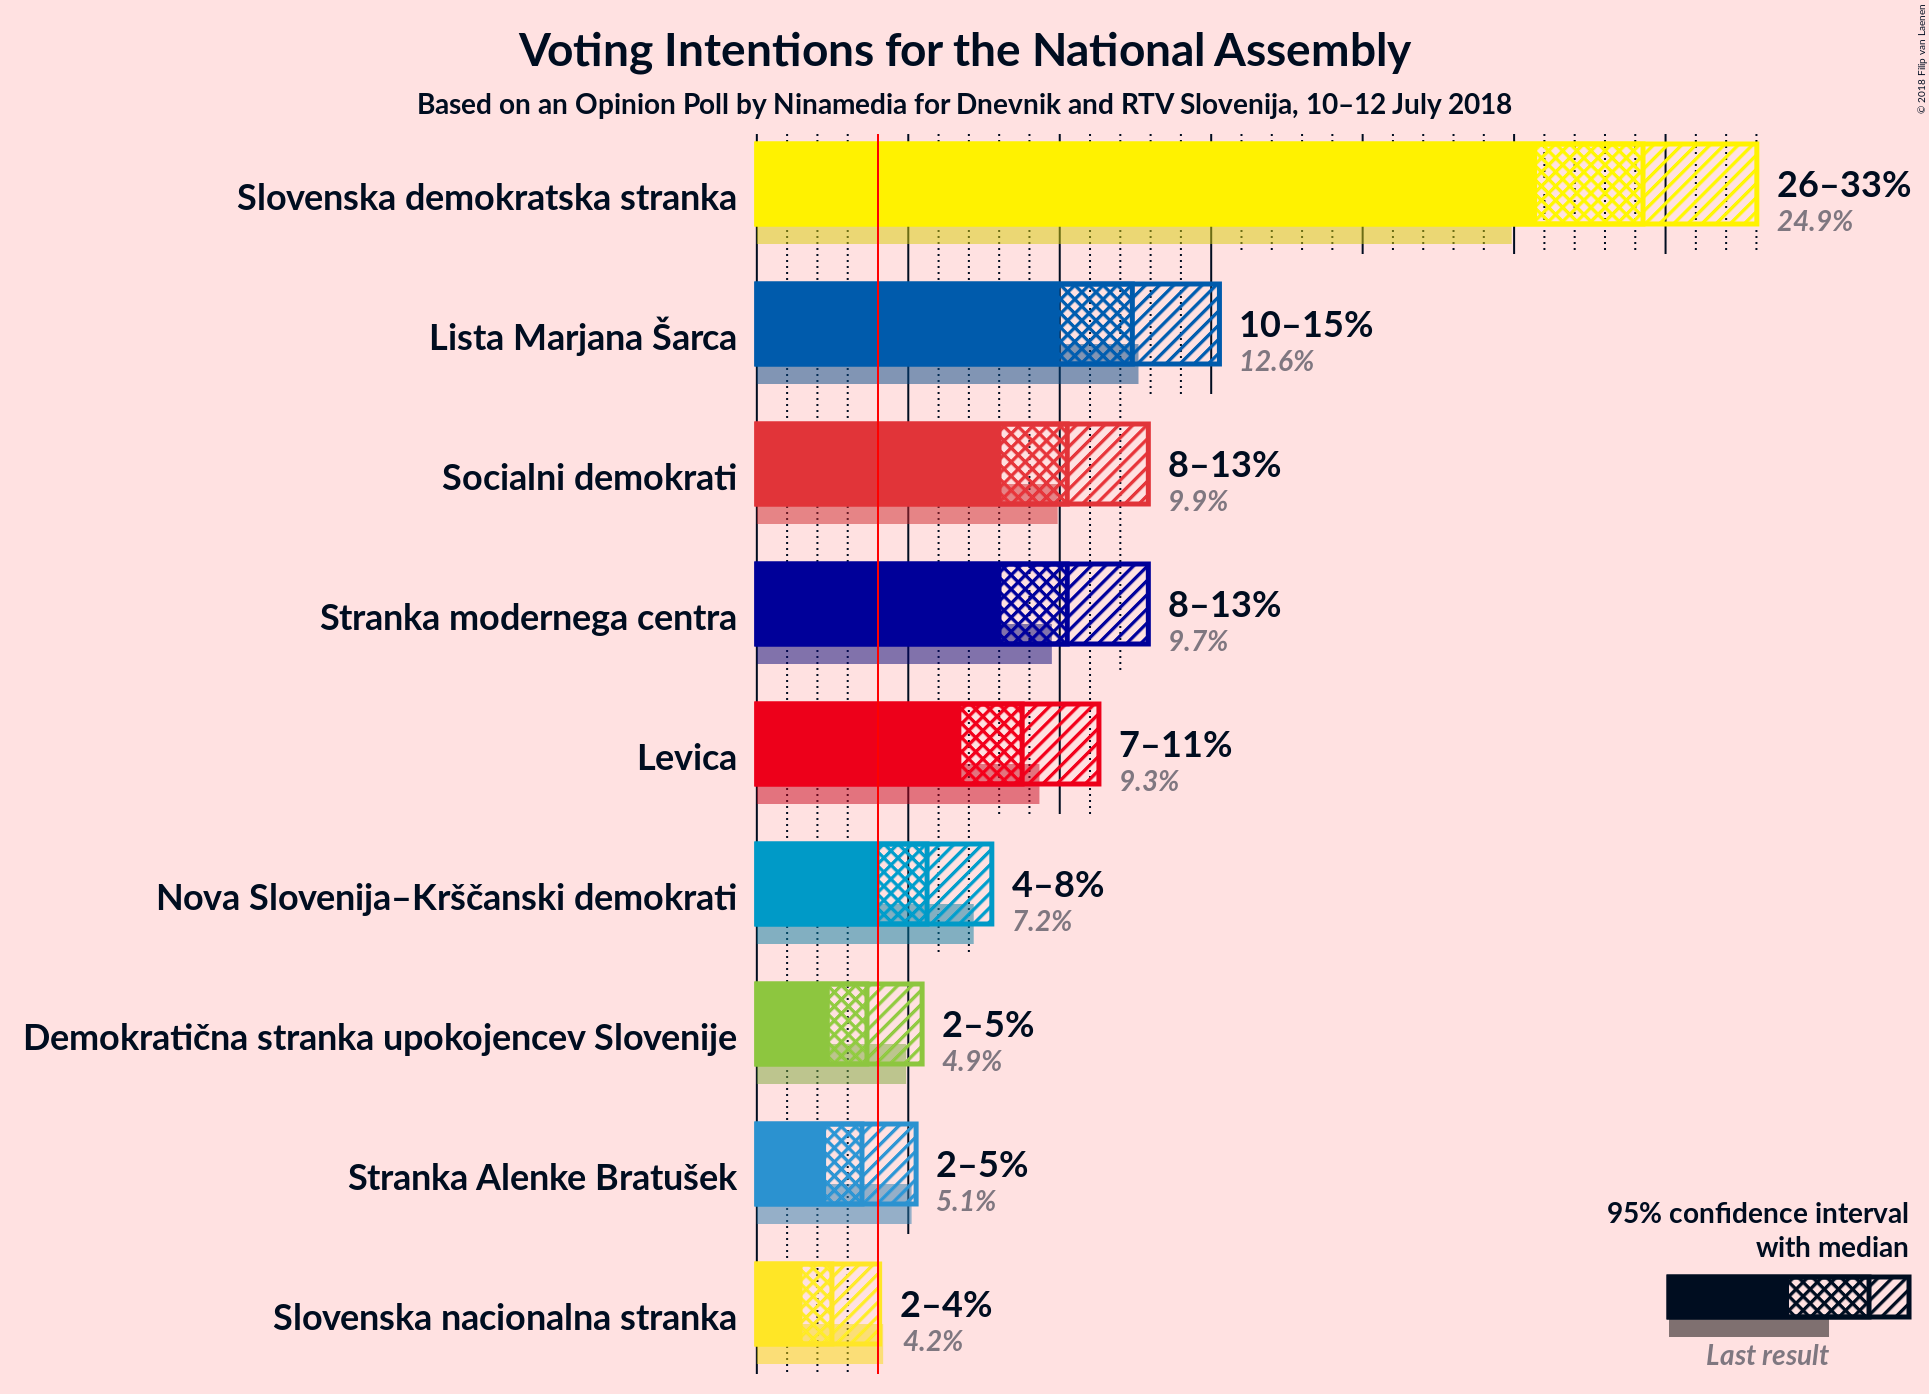 Voting Intentions for the National Assembly
Based on an Opinion Poll by Ninamedia for Dnevnik and RTV Slovenija, 10–12 July 2018
© 2018 Filip van Laenen
Slovenska demokratska stranka
26–33%
24.9%
Lista Marjana Šarca
10–15%
12.6%
Socialni demokrati
8–13%
9.9%
Stranka modernega centra
8–13%
9.7%
Levica
7–11%
9.3%
Nova Slovenija–Krščanski demokrati
4–8%
7.2%
Demokratična stranka upokojencev Slovenije
2–5%
4.9%
Stranka Alenke Bratušek
2–5%
5.1%
Slovenska nacionalna stranka
2–4%
4.2%
95% confidence interval
with median
Last result